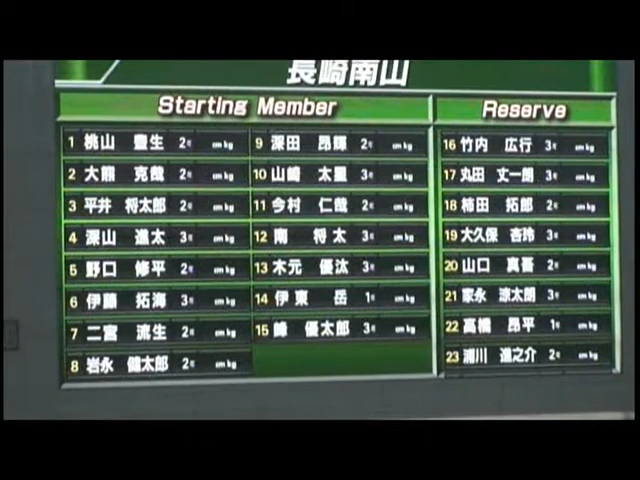 長崎南山
Starting Member
1 桃山 豊生 2年 cm kg
2 大熊 克哉 2年 cm kg
3 平井 将太郎 2年 cm kg
4 深山 進太 3年 cm kg
5 野口 修平 2年 cm kg
6 伊藤 拓海 3年 cm kg
7 二宮 流生 2年 cm kg
8 岩永 健太郎 2年 cm kg
9 深田 昂輝 2年 cm kg
10 山崎 太 3年 cm kg
11 今村 仁哉 2年 cm kg
12 南 将太 3年 cm kg
13 木元 優汰 3年 cm kg
14 伊東 岳 1年 cm kg
15 峰 優太郎 3年 cm kg
Reserve
16 竹内 広行 3年 cm kg
17 丸田 丈一朗 3年 cm kg
18 柿田 拓郎 2年 cm kg
19 大久保 杏玲 3年 cm kg
20 山口 真吾 2年 cm kg
21 家永 涼太朗 3年 cm kg
22 高橋 昂平 1年 cm kg
23 浦川 進之介 2年 cm kg